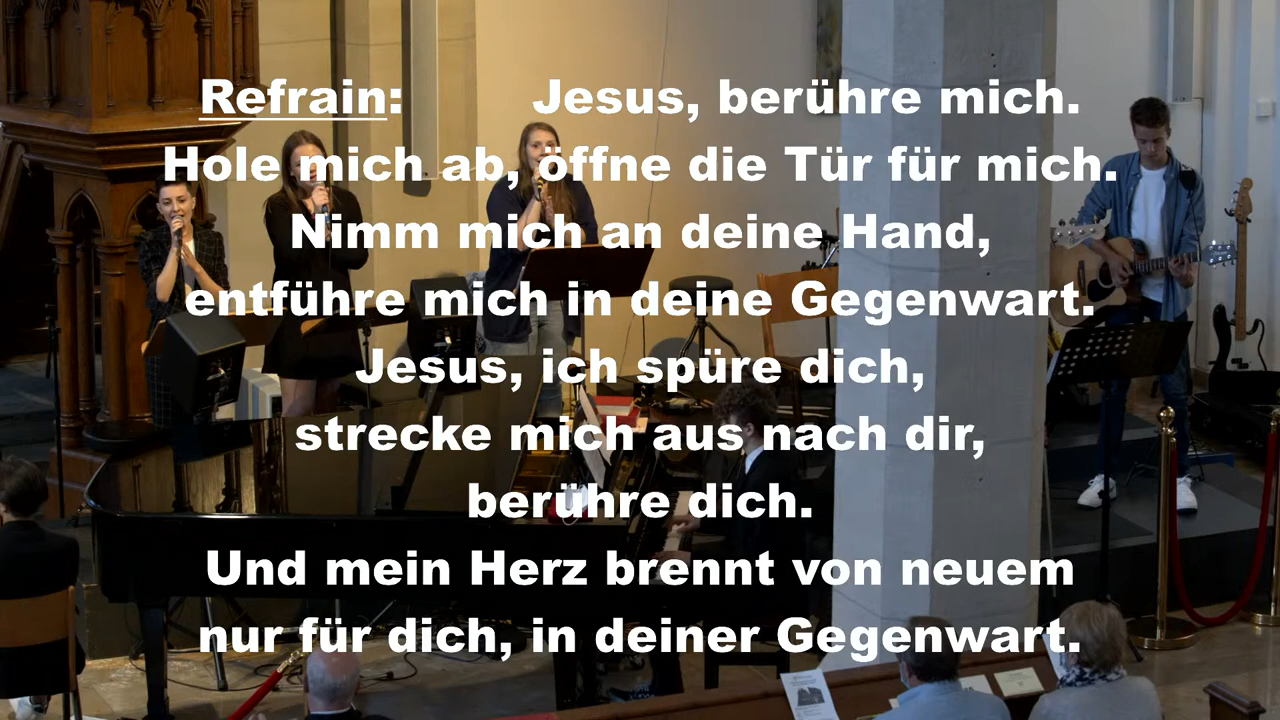 Refrain: Jesus, berühre mich.
Hole mich ab, öffne die Tür für mich.
Nimm mich an deine Hand,
entführe mich in deine Gegenwart.
Jesus, ich spüre dich,
strecke mich aus nach dir,
berühre dich.
Und mein Herz brennt von neuem
nur für dich, in deiner Gegenwart.